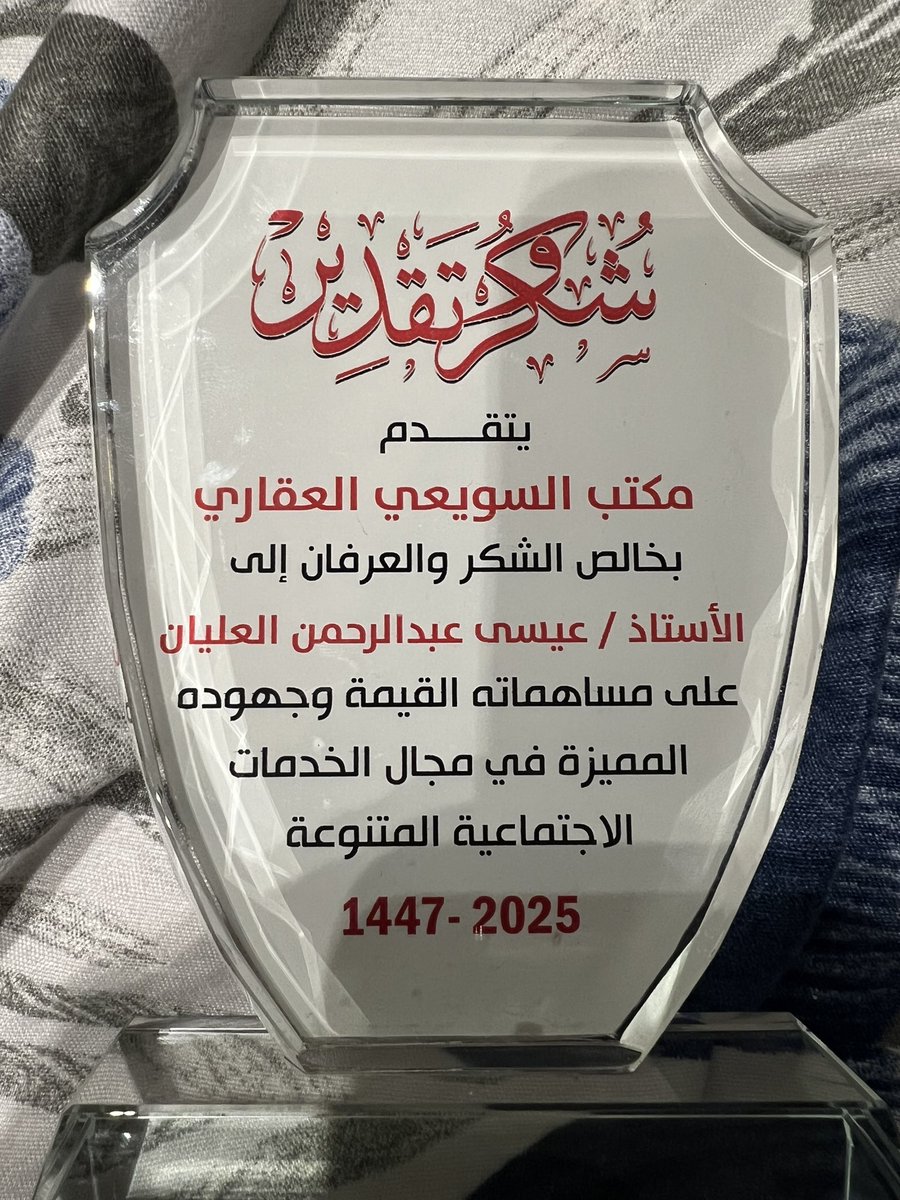 شكر وتقدير
يتقـــدم
مكتب السويعي العقاري
بخالص الشكر والعرفان إلى
الأستاذ / عيسى عبدالرحمن العليان
على مساهماته القيمة وجهوده
المميزة في مجال الخدمات
الاجتماعية المتنوعة
1447- 2025